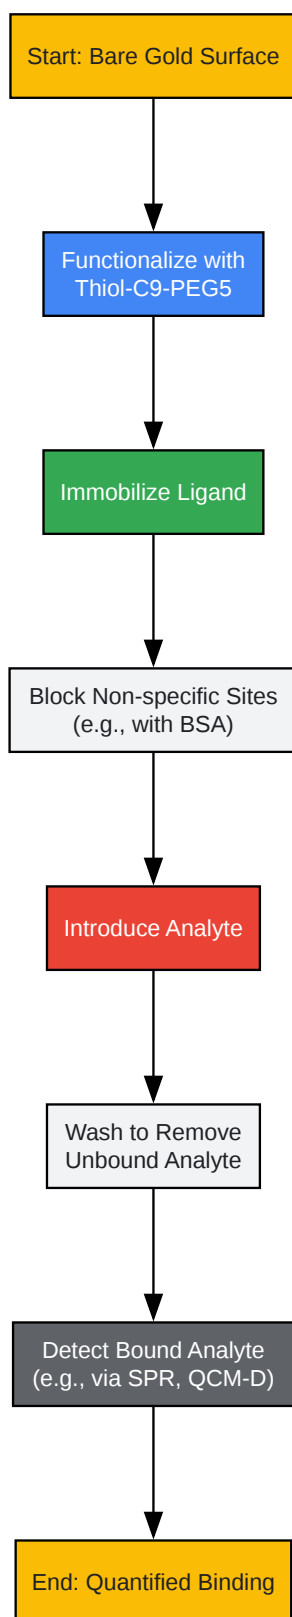 Start: Bare Gold Surface
Functionalize with
Thiol-C9-PEG5
Immobilize Ligand
Block Non-specific Sites
(e.g., with BSA)
Introduce Analyte
Wash to Remove
Unbound Analyte
Detect Bound Analyte
(e.g., via SPR, QCM-D)
End: Quantified Binding